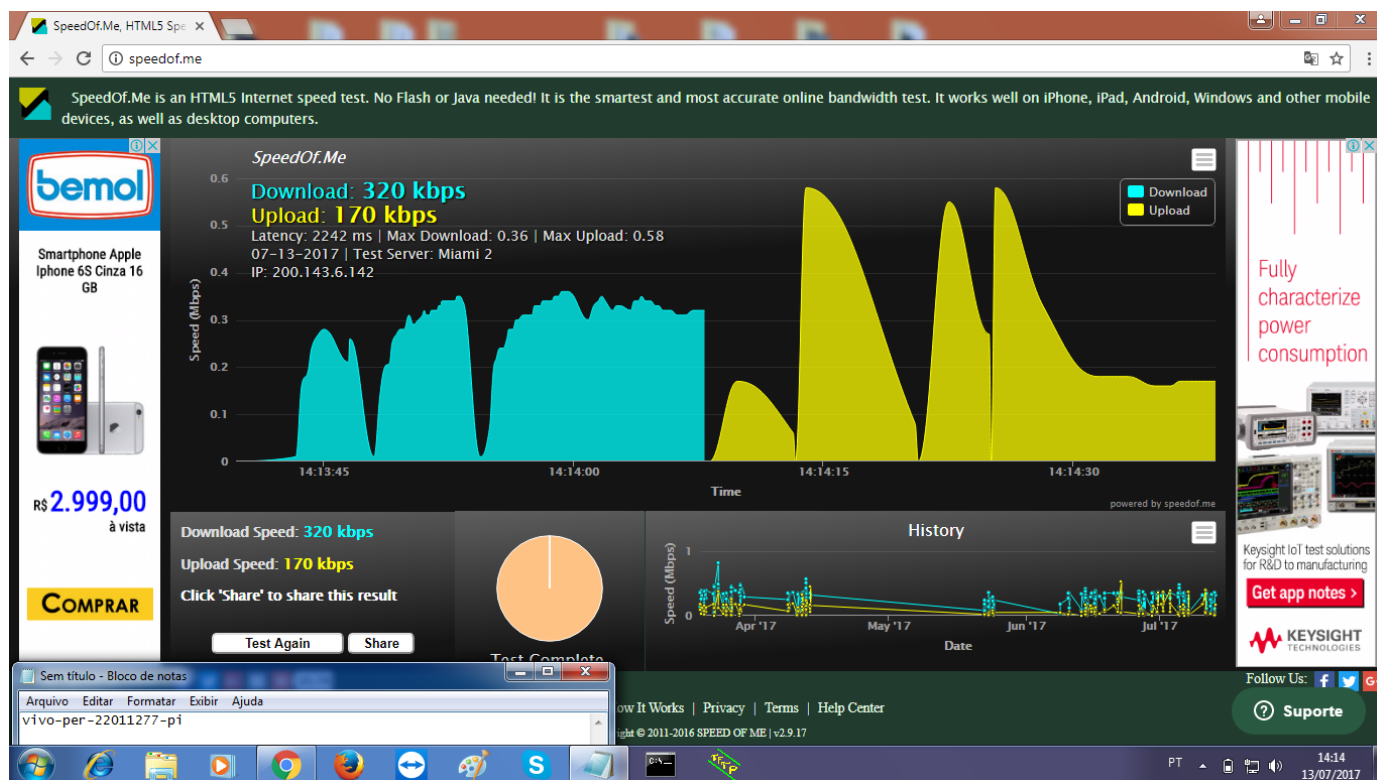 SpeedOf.Me, HTML5 Spe
speedof.me
SpeedOf.Me is an HTML5 Internet speed test. No Flash or Java needed! It is the smartest and most accurate online bandwidth test. It works well on iPhone, iPad, Android, Windows and other mobile
devices, as well as desktop computers.
bemol
Smartphone Apple
Iphone 6S Cinza 16
GB
R$ 2.999,00
à vista
COMPRAR
SpeedOf.Me
Download: 320 kbps
Upload: 170 kbps
Latency: 2242 ms | Max Download: 0.36 | Max Upload: 0.58
07-13-2017 | Test Server: Miami 2
IP: 200.143.6.142
Download
Upload
0.6
0.5
0.4
0.3
0.2
0.1
0
Speed (Mbps)
14:13:45 14:14:00 14:14:15 14:14:30
Time
powered by speedof.me
Fully
characterize
power
consumption
Keysight IoT test solutions
for R&D to manufacturing
Get app notes >
KEYSIGHT
TECHNOLOGIES
Download Speed: 320 kbps
Upload Speed: 170 kbps
Click 'Share' to share this result
Test Again Share
Test Complete
History
Speed (Mbps)
1
0
Apr '17 May '17 Jun '17 Jul '17
Date
Follow Us: f G+
ow It Works | Privacy | Terms | Help Center
ight © 2011-2016 SPEED OF ME | v2.9.17
Suporte
Sem título - Bloco de notas
Arquivo Editar Formatar Exibir Ajuda
vivo-per-22011277-pi
C:\_
TFTP
PT
14:14
13/07/2017